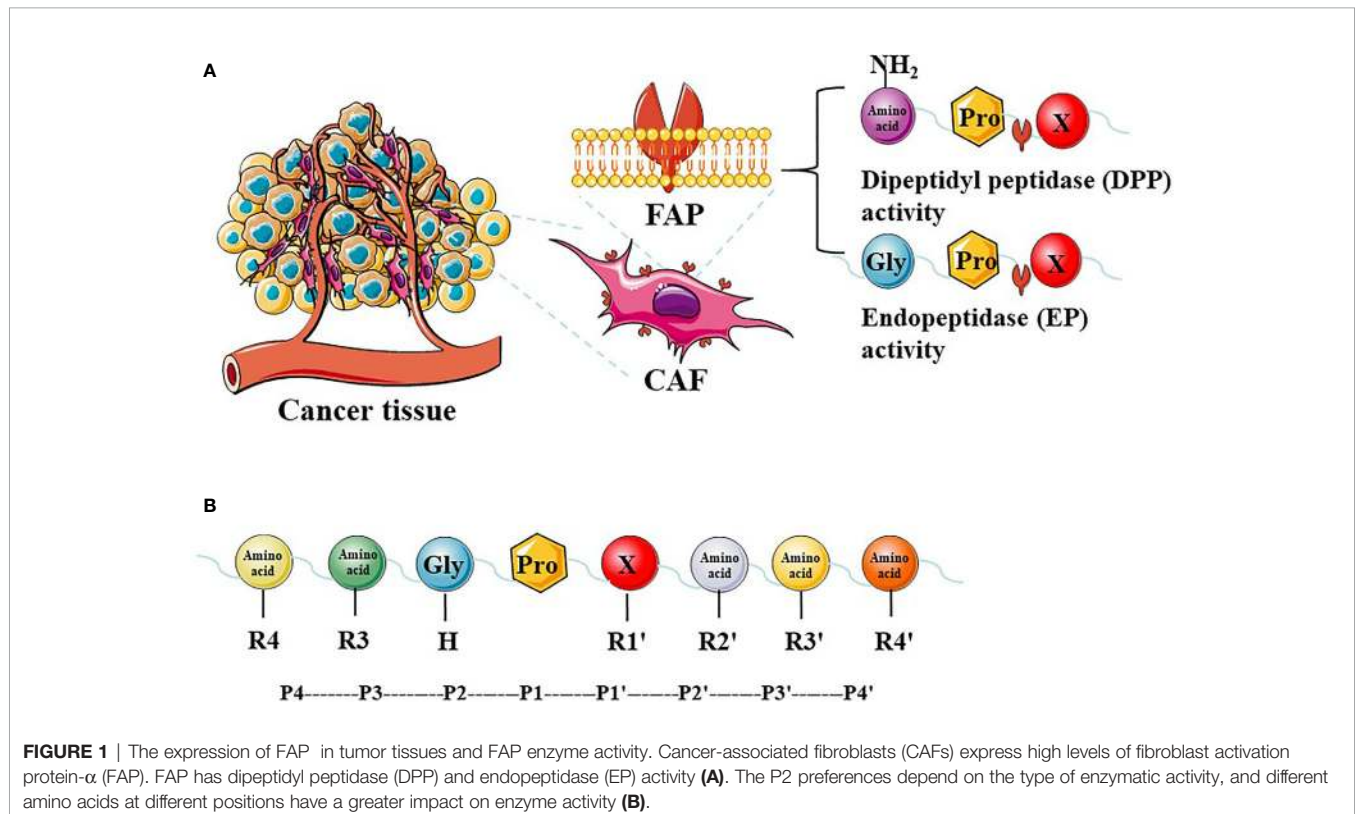 A
NH2
Amino
acid
Pro
X
Dipeptidyl peptidase (DPP)
activity
FAP
Gly
Pro
X
Endopeptidase (EP)
activity
CAF
Cancer tissue
B
Amino
acid
Amino
acid
Gly
Pro
X
Amino
acid
Amino
acid
Amino
acid
R4 R3 H R1' R2' R3' R4'
P4-------P3--------P2-------P1-------P1'-------P2'-------P3'-------P4'
FIGURE 1 | The expression of FAP in tumor tissues and FAP enzyme activity. Cancer-associated fibroblasts (CAFs) express high levels of fibroblast activation
protein-α (FAP). FAP has dipeptidyl peptidase (DPP) and endopeptidase (EP) activity (A). The P2 preferences depend on the type of enzymatic activity, and different
amino acids at different positions have a greater impact on enzyme activity (B).